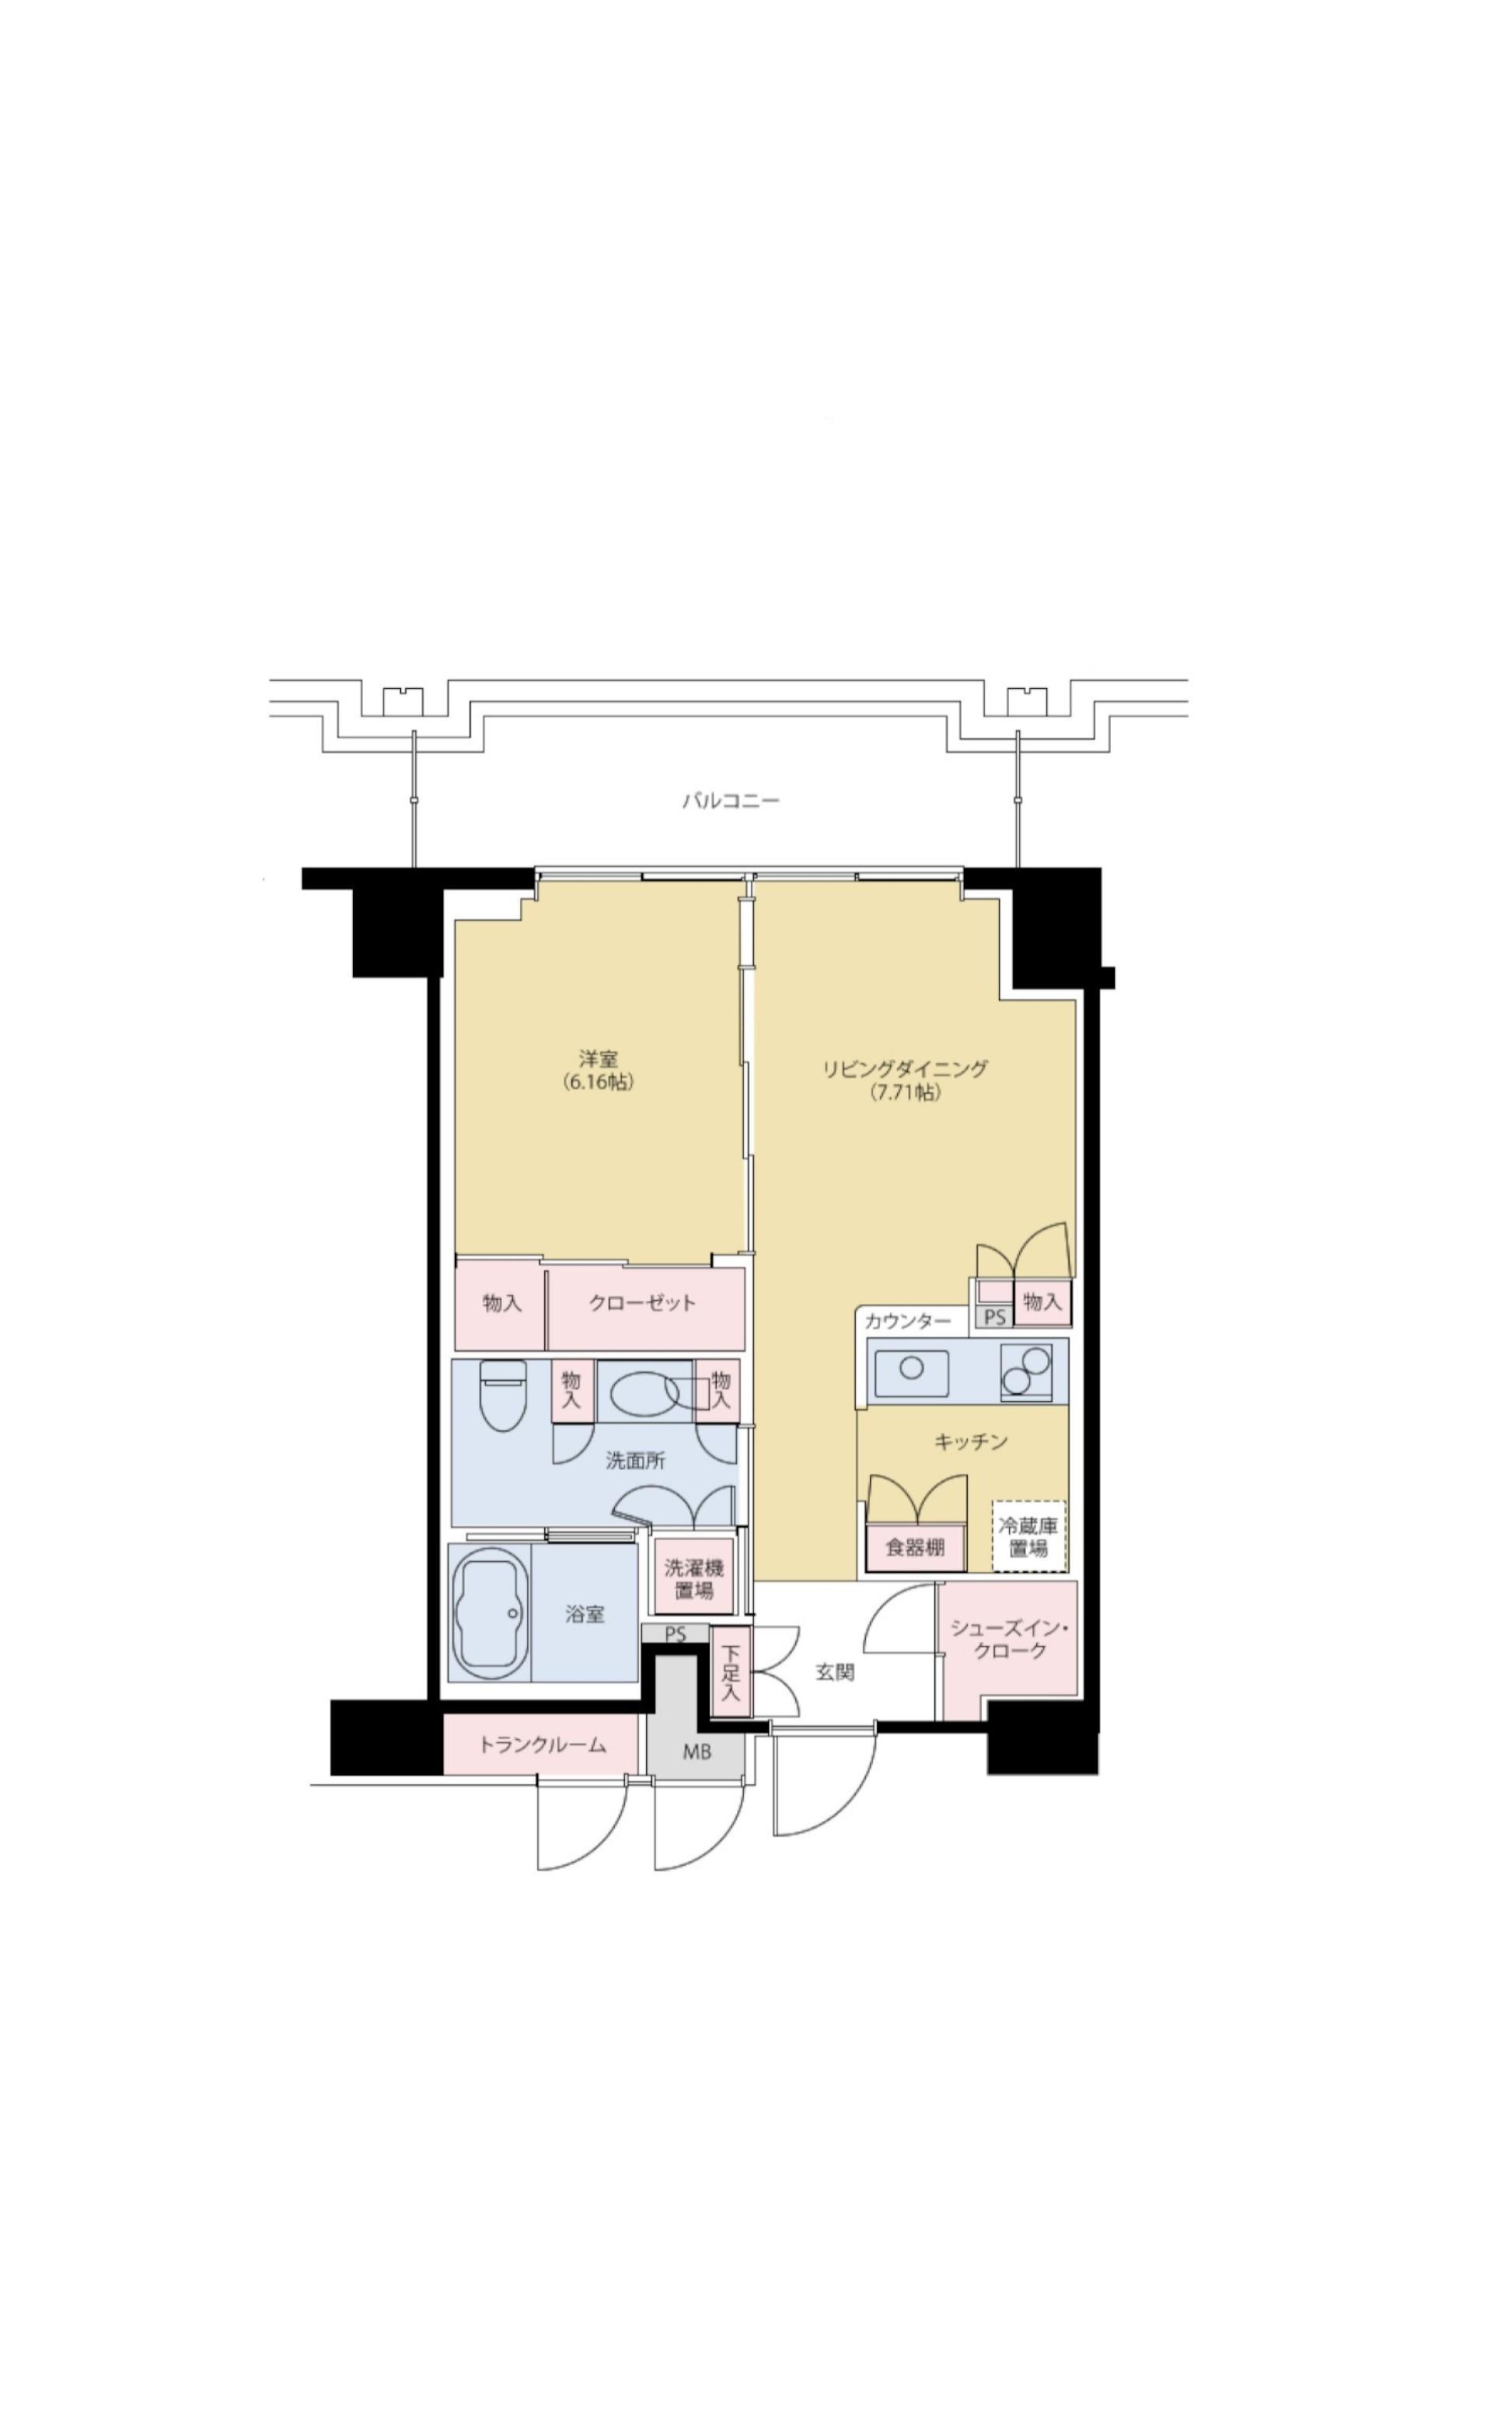 バルコニー
洋室
(6.16帖)
リビングダイニング
(7.71帖)
物入
クローゼット
PS
物入
カウンター
物入
物入
洗面所
キッチン
食器棚
冷蔵庫
置場
洗濯機
置場
浴室
PS
下足入
玄関
シューズイン・
クローク
トランクルーム
MB